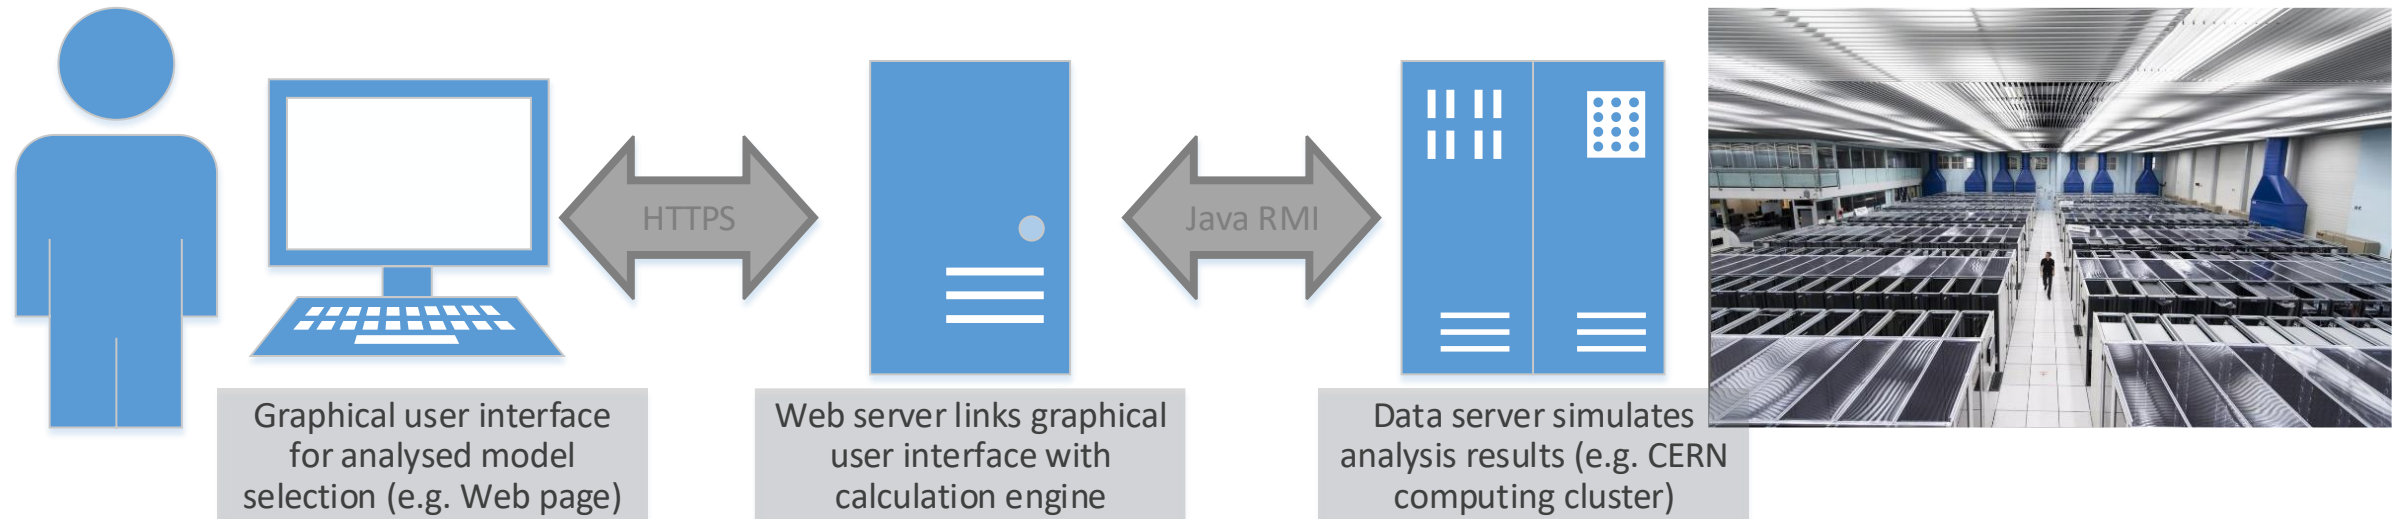 HTTPS
Java RMI
Graphical user interface
for analysed model
selection (e.g. Web page)
Web server links graphical
user interface with
calculation engine
Data server simulates
analysis results (e.g. CERN
computing cluster)